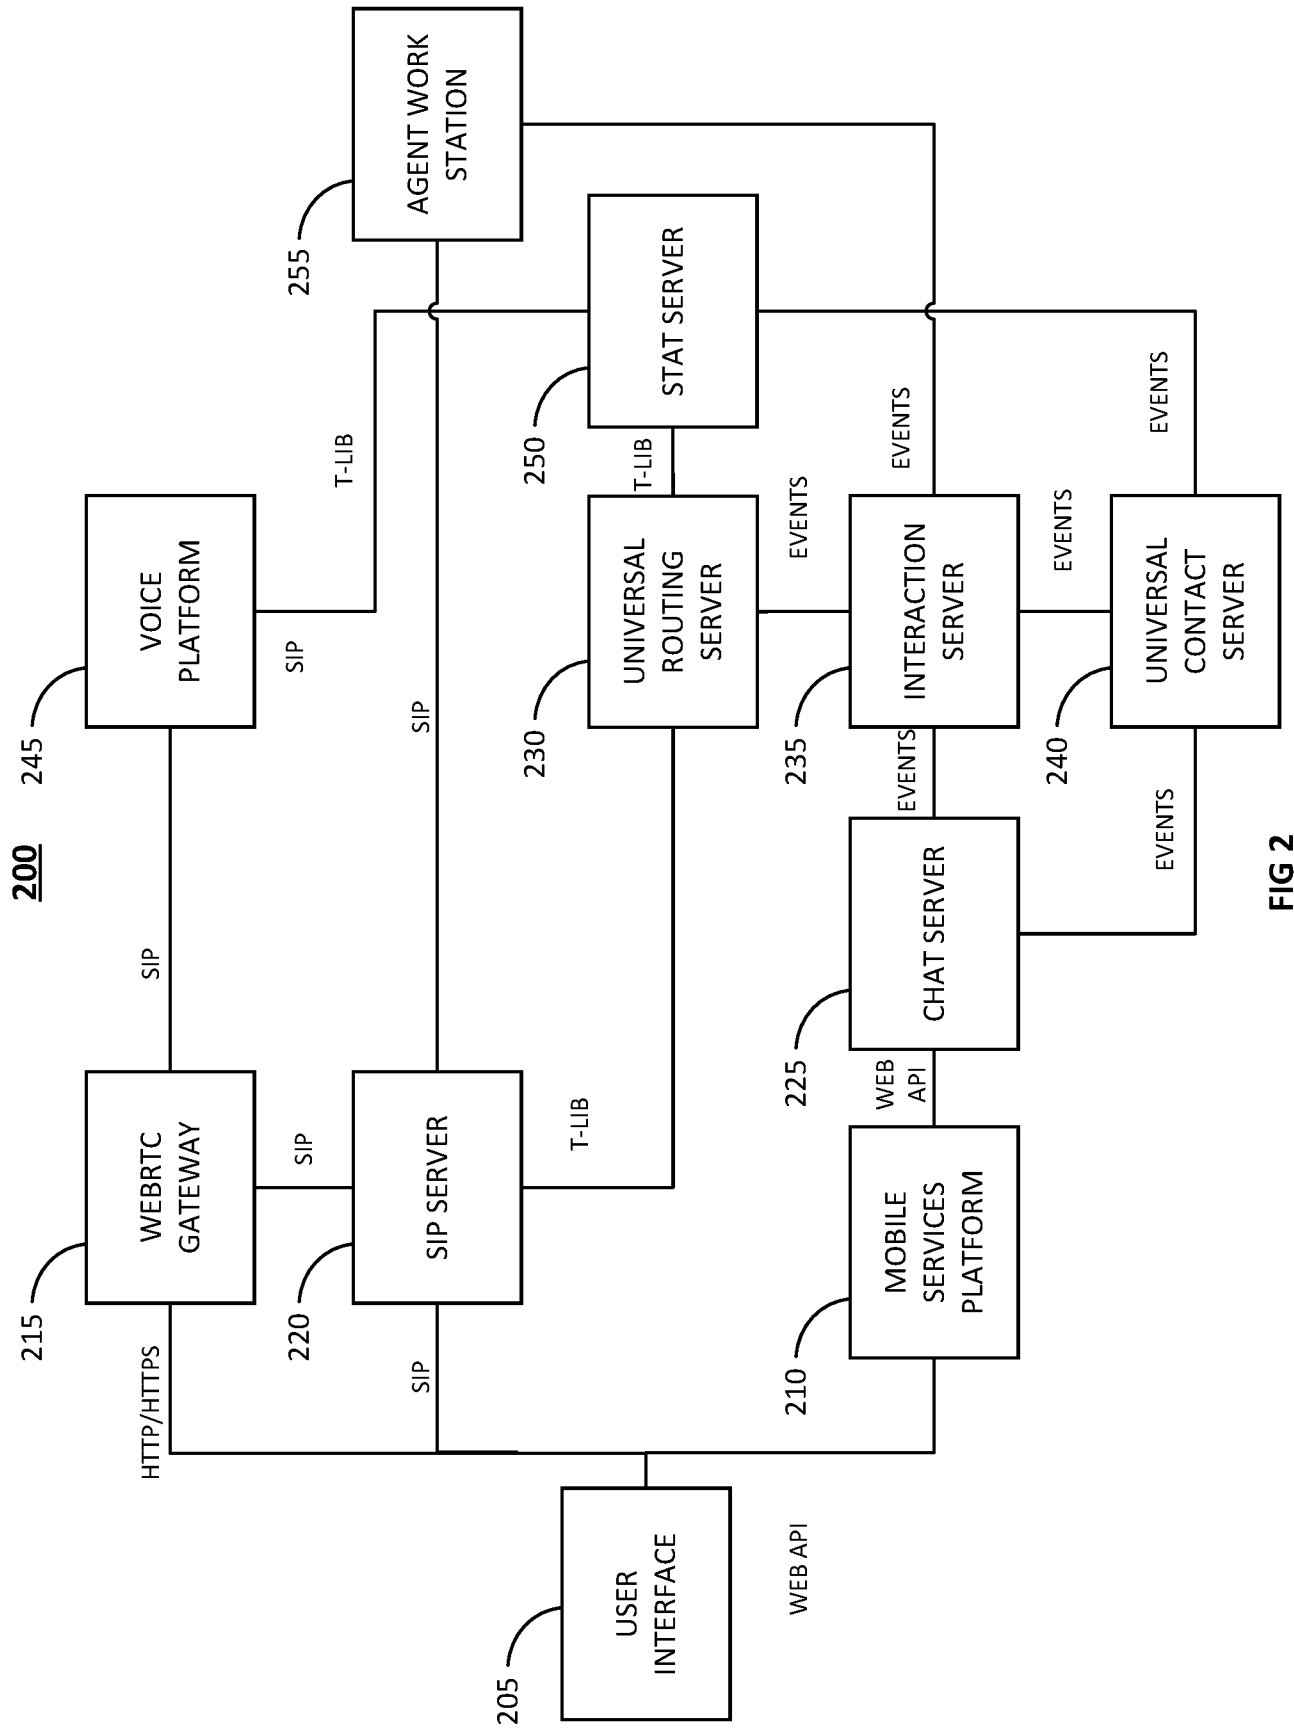 200
215
WEBRTC
GATEWAY
245
VOICE
PLATFORM
HTTP/HTTPS
SIP
SIP
SIP
T-LIB
255
AGENT WORK
STATION
220
SIP SERVER
SIP
SIP
T-LIB
205
USER
INTERFACE
WEB API
230
UNIVERSAL
ROUTING
SERVER
T-LIB
250
STAT SERVER
EVENTS
210
MOBILE
SERVICES
PLATFORM
WEB
API
225
CHAT SERVER
EVENTS
235
INTERACTION
SERVER
EVENTS
EVENTS
240
UNIVERSAL
CONTACT
SERVER
EVENTS
EVENTS
FIG 2